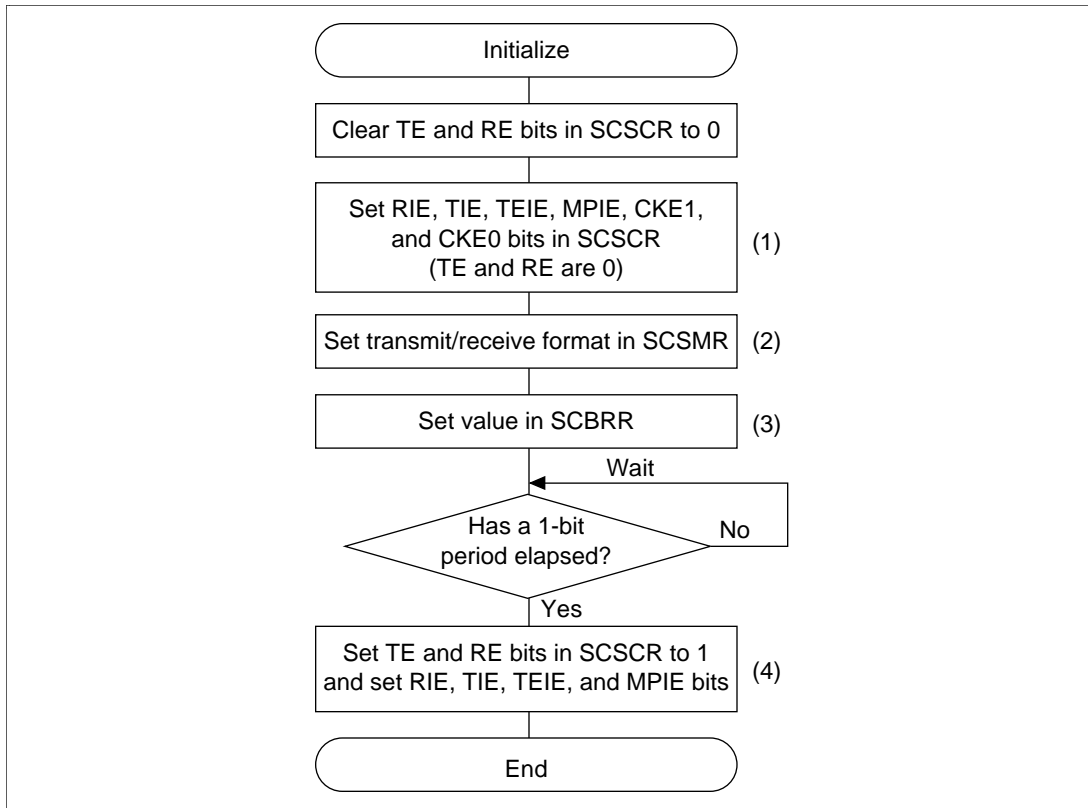 Initialize
Clear TE and RE bits in SCSCR to 0
Set RIE, TIE, TEIE, MPIE, CKE1,
and CKE0 bits in SCSCR
(TE and RE are 0)
(1)
Set transmit/receive format in SCSMR
(2)
Set value in SCBRR
(3)
Wait
Has a 1-bit
period elapsed?
No
Yes
Set TE and RE bits in SCSCR to 1
and set RIE, TIE, TEIE, and MPIE bits
(4)
End